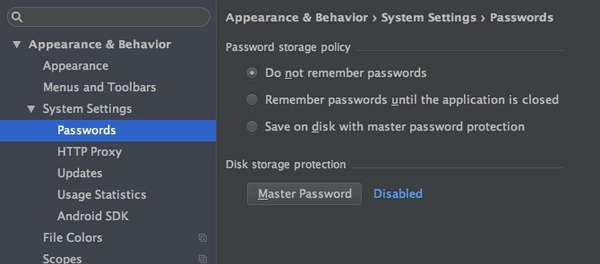 Appearance & Behavior
Appearance
Menus and Toolbars
System Settings
Passwords
HTTP Proxy
Updates
Usage Statistics
Android SDK
File Colors
Scopes
Appearance & Behavior › System Settings › Passwords
Password storage policy
Do not remember passwords
Remember passwords until the application is closed
Save on disk with master password protection
Disk storage protection
Master Password Disabled